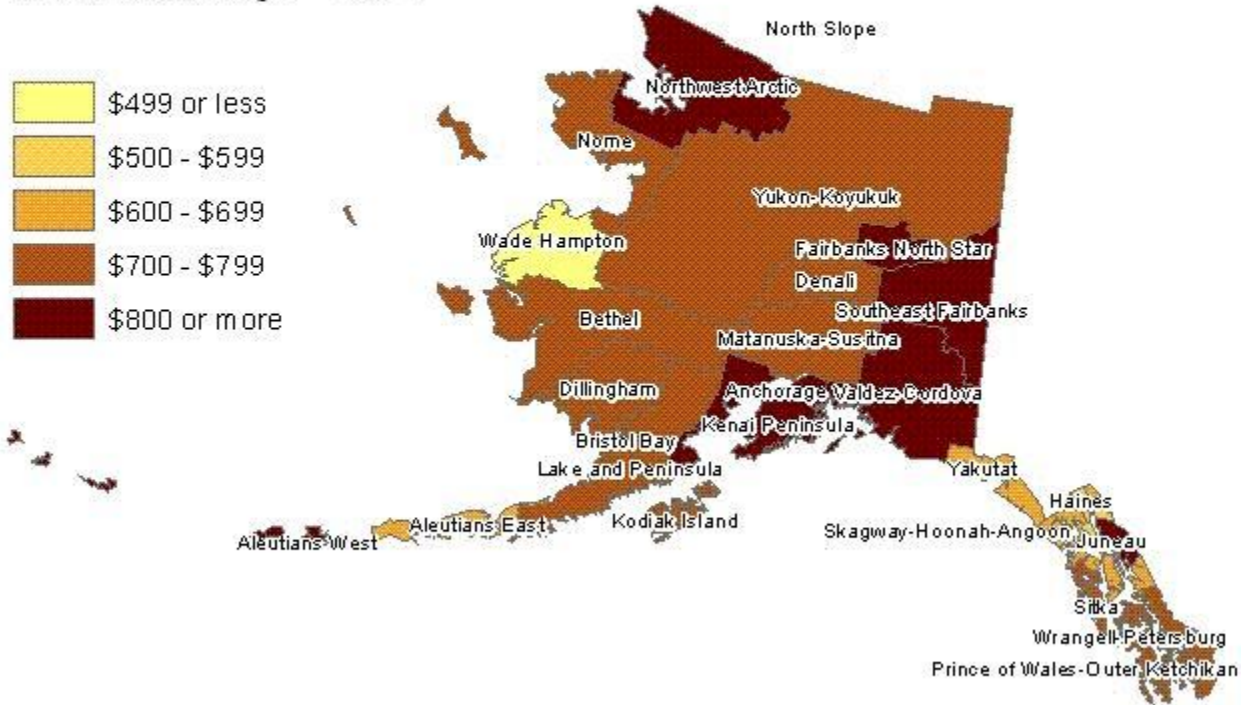 North Slope
$499 or less
$500 - $599
$600 - $699
$700 - $799
$800 or more
Northwest Arctic
Nome
Yukon-Koyukuk
Wade Hampton
Fairbanks North Star
Denali
Southeast Fairbanks
Bethel
Matanuska-Susitna
Dillingham
Anchorage
Valdez-Cordova
Kenai Peninsula
Bristol Bay
Lake and Peninsula
Yakutat
Haines
Aleutians East
Kodiak Island
Skagway-Hoonah-Angoon
Juneau
Aleutians West
Sitka
Wrangell-Petersburg
Prince of Wales-Outer Ketchikan